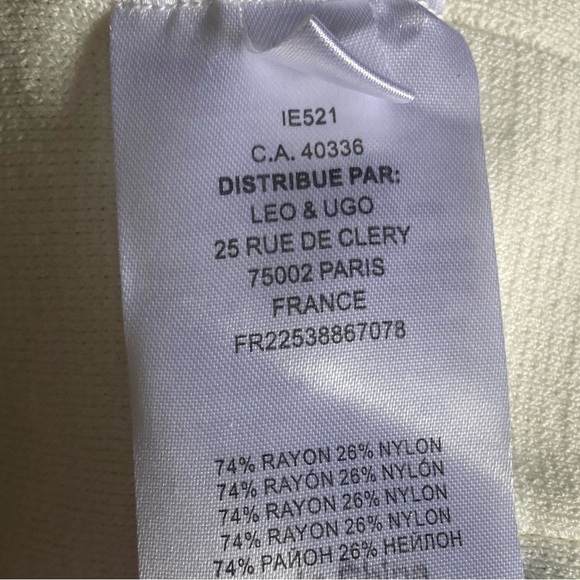 IE521
C.A. 40336
DISTRIBUE PAR:
LEO & UGO
25 RUE DE CLERY
75002 PARIS
FRANCE
FR22538867078
74% RAYON 26% NYLON
74% RAYÓN 26% NYLÓN
74% RAYON 26% NYLON
74% RAYON 26% NYLON
74% РАЙОН 26% НЕЙЛОН